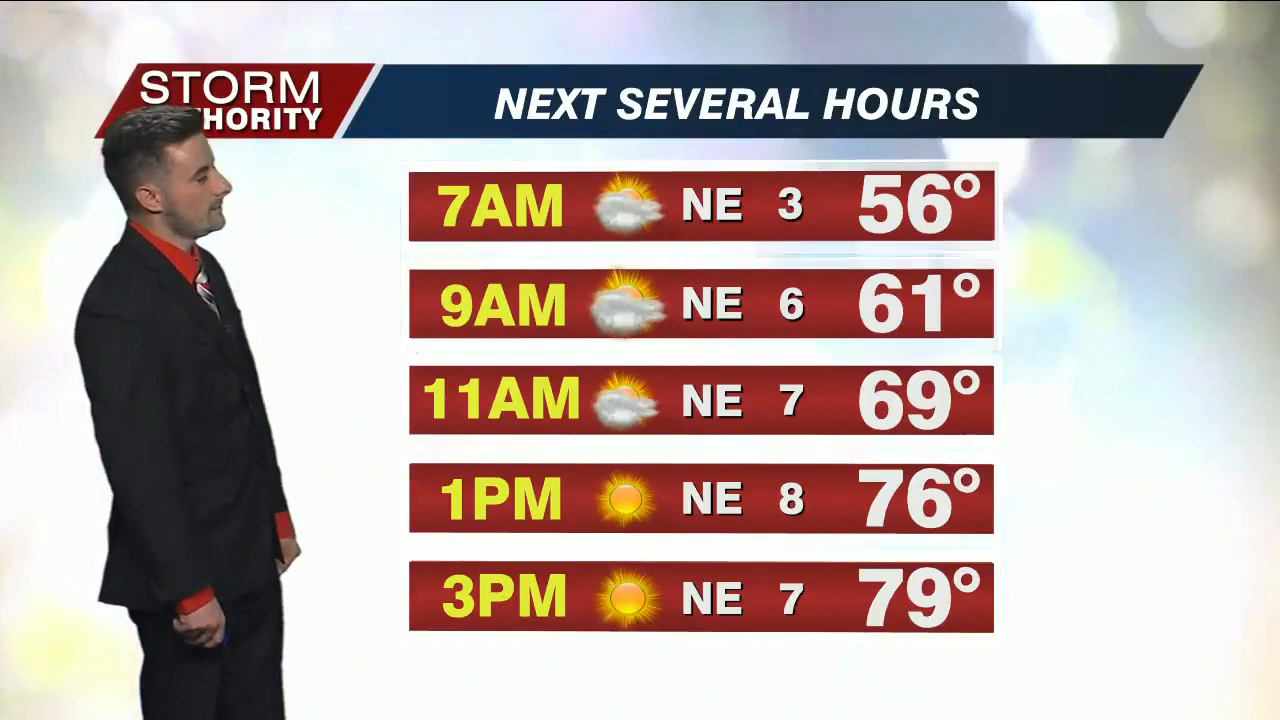 STORM
HORITY
NEXT SEVERAL HOURS
7AM NE 3 56°
9AM NE 6 61°
11AM NE 7 69°
1PM NE 8 76°
3PM NE 7 79°